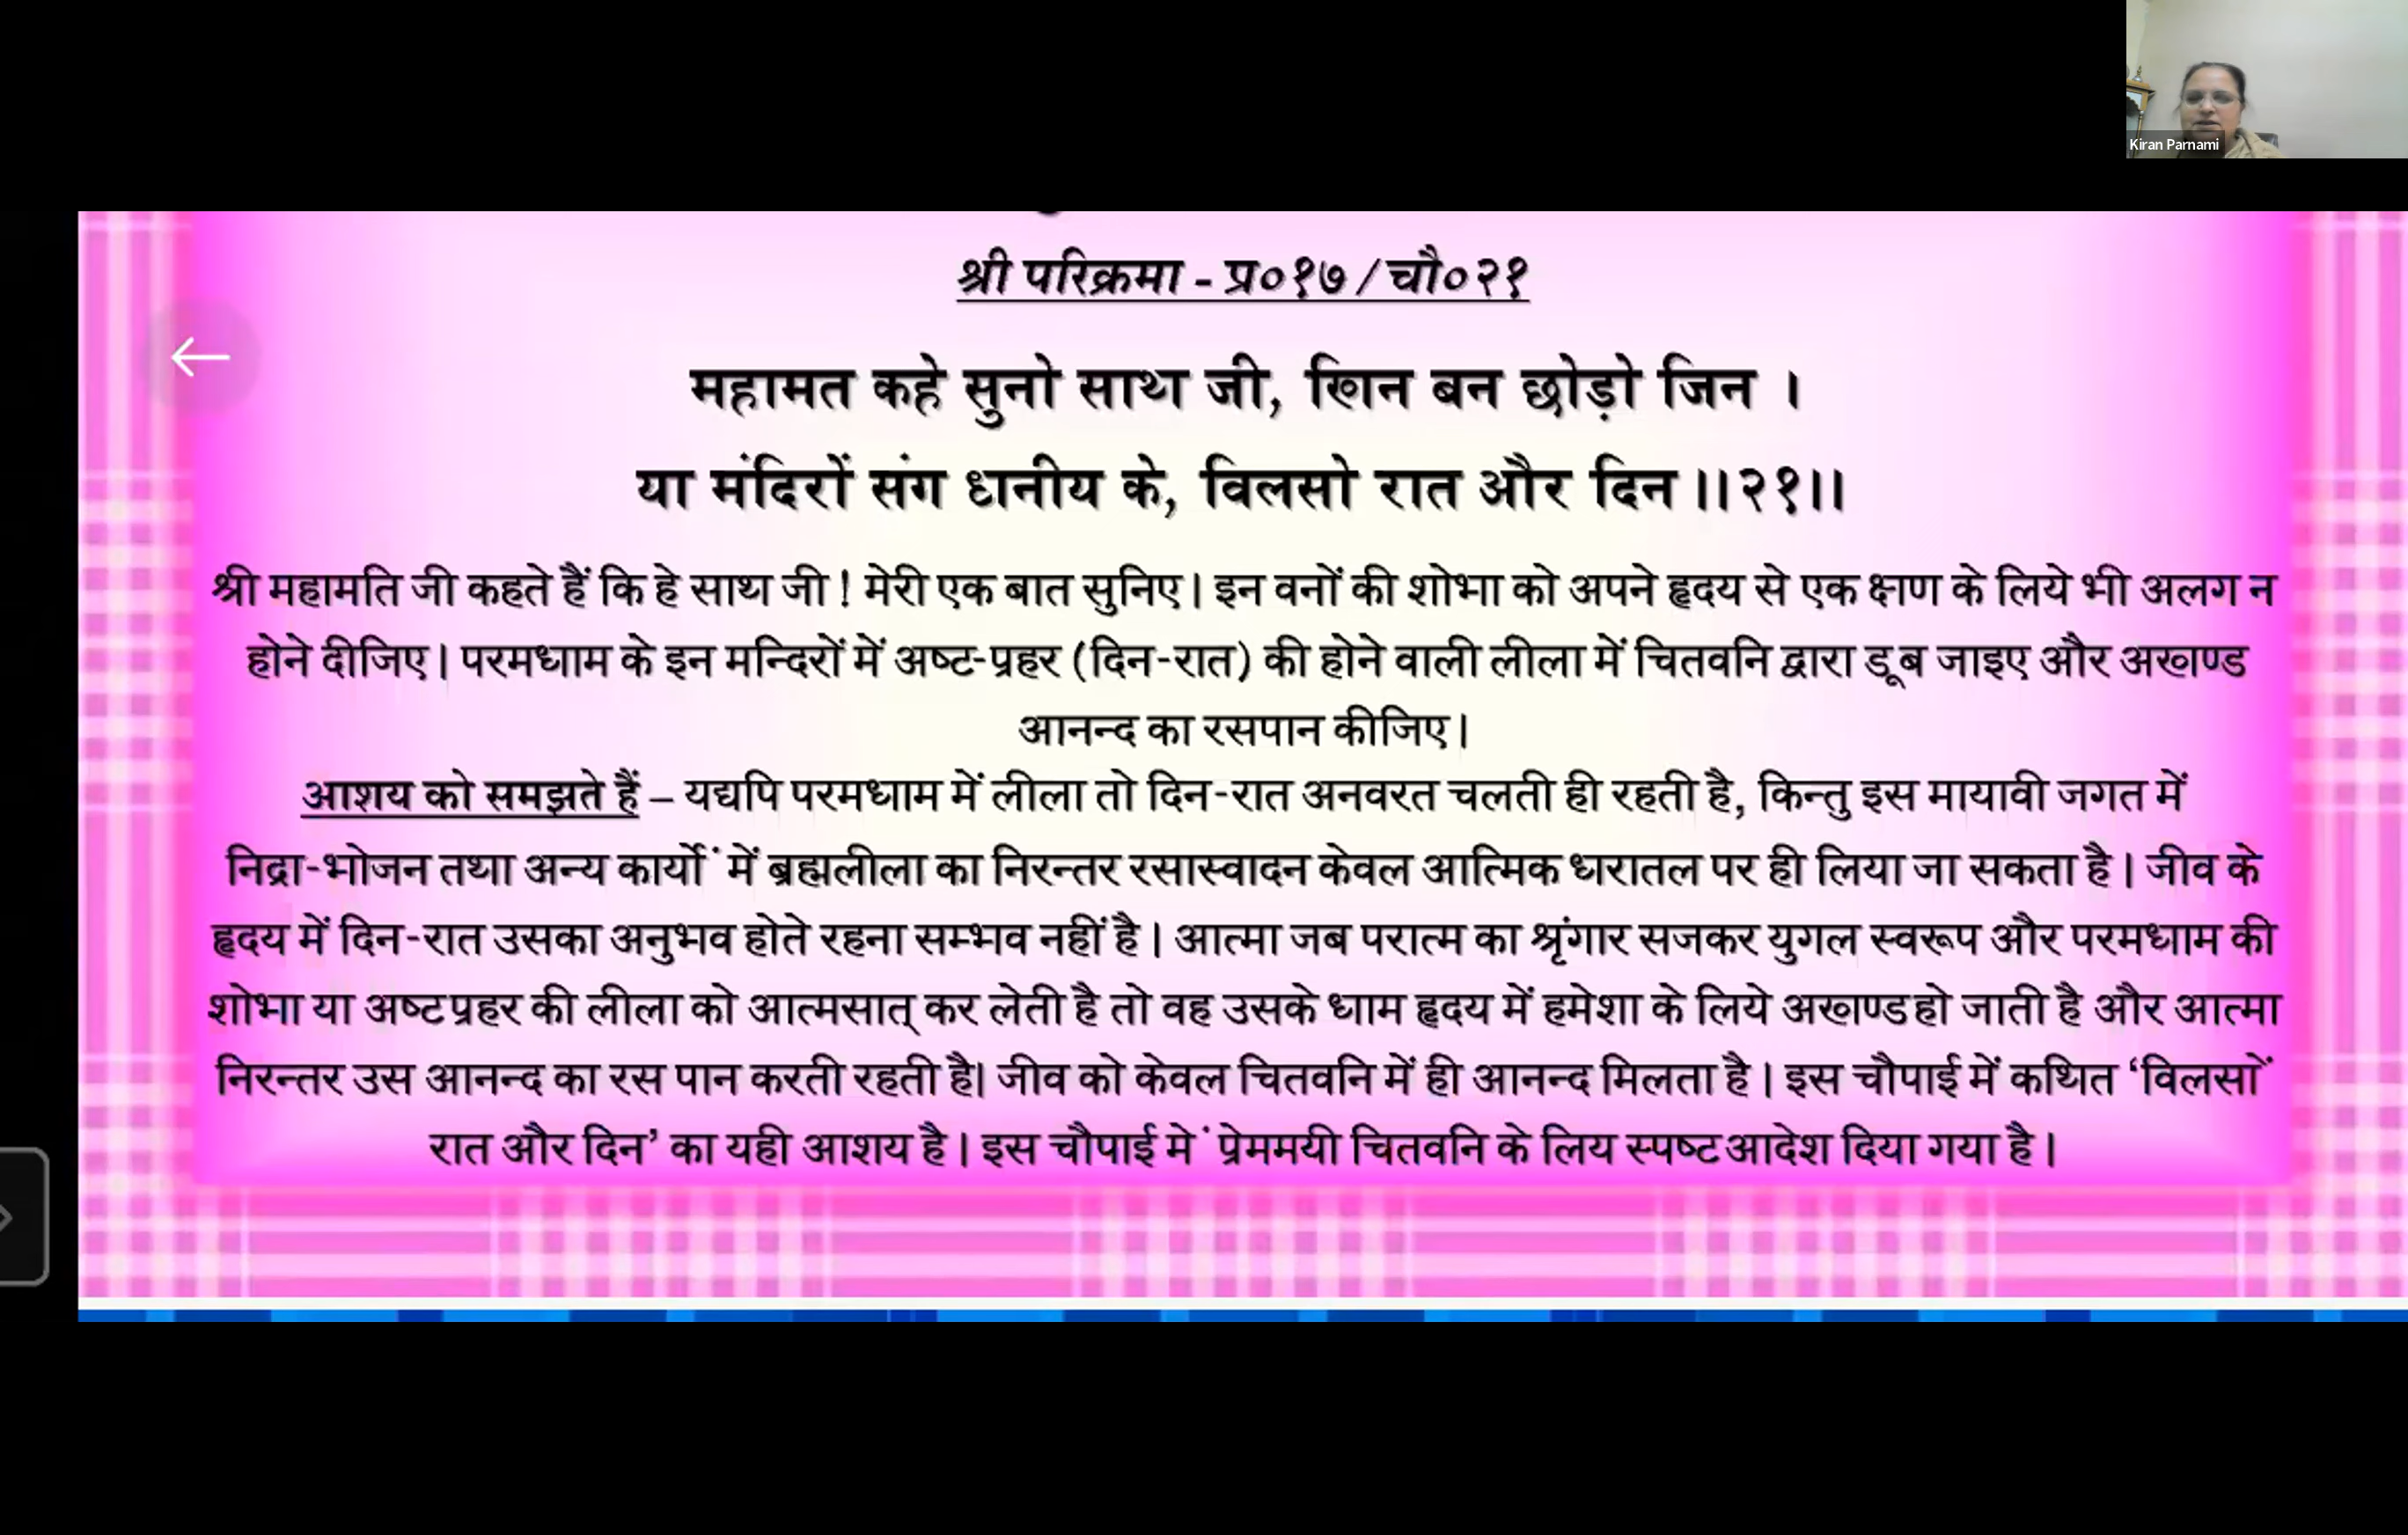 Kiran Parnami
श्री परिक्रमा - प्र०१७ / चौ०२१
महामत कहे सुनो साथ जी, खिन बन छोड़ो जिन ।
या मंदिरों संग धनीय के, विलसो रात और दिन ।।२१।।
श्री महामति जी कहते हैं कि हे साथ जी ! मेरी एक बात सुनिए। इन वनों की शोभा को अपने हृदय से एक क्षण के लिये भी अलग न
होने दीजिए। परमधाम के इन मन्दिरों में अष्ट-प्रहर (दिन-रात) की होने वाली लीला में चितवनि द्वारा डूब जाइए और अखण्ड
आनन्द का रसपान कीजिए।
आशय को समझते हैं – यद्यपि परमधाम में लीला तो दिन-रात अनवरत चलती ही रहती है, किन्तु इस मायावी जगत में
निद्रा-भोजन तथा अन्य कार्यों में ब्रह्मलीला का निरन्तर रसास्वादन केवल आत्मिक धरातल पर ही लिया जा सकता है। जीव के
हृदय में दिन-रात उसका अनुभव होते रहना सम्भव नहीं है। आत्मा जब परात्म का श्रृंगार सजकर युगल स्वरूप और परमधाम की
शोभा या अष्टप्रहर की लीला को आत्मसात् कर लेती है तो वह उसके धाम हृदय में हमेशा के लिये अखण्ड हो जाती है और आत्मा
निरन्तर उस आनन्द का रस पान करती रहती है। जीव को केवल चितवनि में ही आनन्द मिलता है। इस चौपाई में कथित ‘विलसों
रात और दिन’ का यही आशय है। इस चौपाई में प्रेममयी चितवनि के लिय स्पष्ट आदेश दिया गया है।